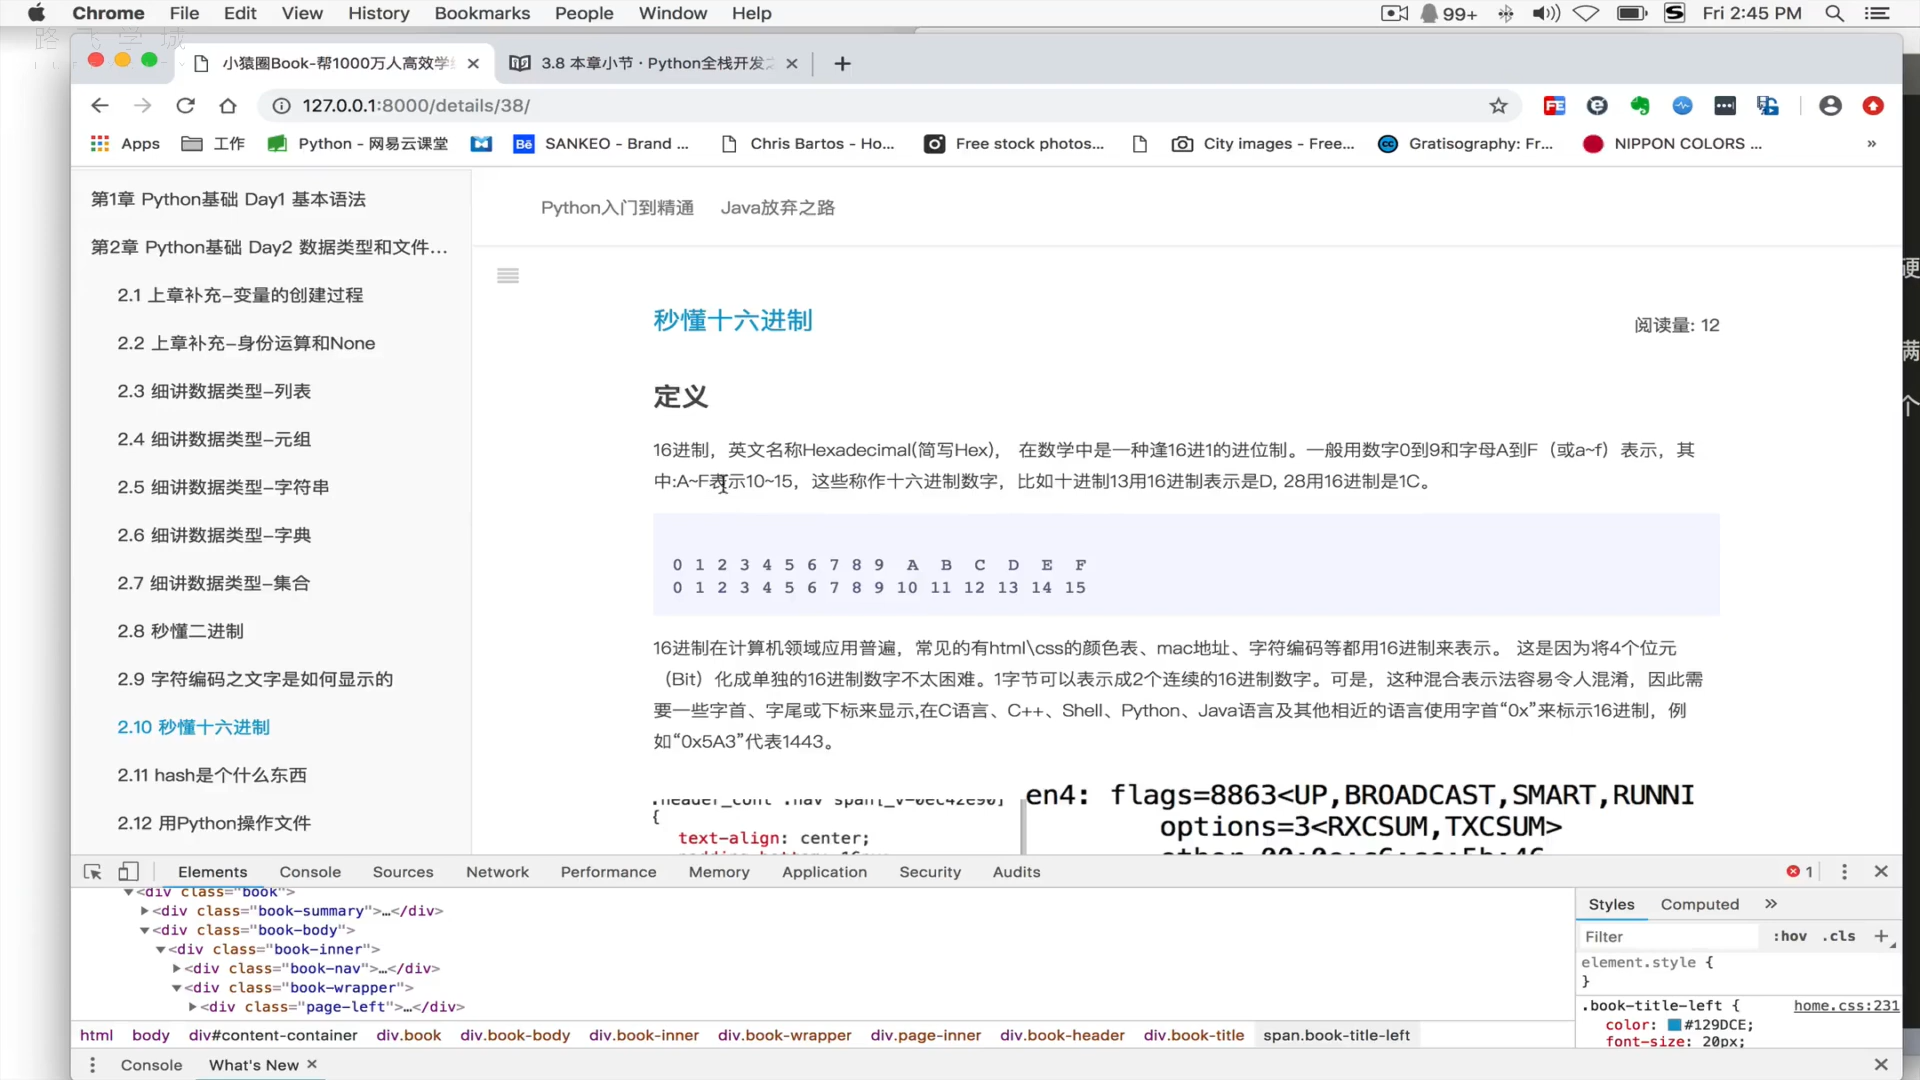 Chrome File Edit View History Bookmarks People Window Help 99+ Fri 2:45 PM
路飞学城
小猿圈Book-帮1000万人高效学 3.8 本章小节 · Python全栈开发
127.0.0.1:8000/details/38/
Apps 工作 Python - 网易云课堂 SANKEO - Brand ... Chris Bartos - Ho... Free stock photos... City images - Free... Gratisography: Fr... NIPPON COLORS ... »
第1章 Python基础 Day1 基本语法
第2章 Python基础 Day2 数据类型和文件...
2.1 上章补充–变量的创建过程
2.2 上章补充–身份运算和None
2.3 细讲数据类型–列表
2.4 细讲数据类型–元组
2.5 细讲数据类型–字符串
2.6 细讲数据类型–字典
2.7 细讲数据类型–集合
2.8 秒懂二进制
2.9 字符编码之文字是如何显示的
2.10 秒懂十六进制
2.11 hash是个什么东西
2.12 用Python操作文件
Python入门到精通 Java放弃之路
秒懂十六进制 阅读量: 12
定义
16进制，英文名称Hexadecimal(简写Hex)， 在数学中是一种逢16进1的进位制。一般用数字0到9和字母A到F（或a~f）表示，其
中:A~F表示10~15，这些称作十六进制数字，比如十进制13用16进制表示是D, 28用16进制是1C。
0 1 2 3 4 5 6 7 8 9 A B C D E F
0 1 2 3 4 5 6 7 8 9 10 11 12 13 14 15
16进制在计算机领域应用普遍，常见的有html\css的颜色表、mac地址、字符编码等都用16进制来表示。 这是因为将4个位元
（Bit）化成单独的16进制数字不太困难。1字节可以表示成2个连续的16进制数字。可是，这种混合表示法容易令人混淆，因此需
要一些字首、字尾或下标来显示,在C语言、C++、Shell、Python、Java语言及其他相近的语言使用字首“0x”来标示16进制，例
如“0x5A3”代表1443。
.header_cont .nav span[_v-0ec42e90]
{
text-align: center;
en4: flags=8863<UP,BROADCAST,SMART,RUNNI
options=3<RXCSUM,TXCSUM>
硬
满
个
Elements Console Sources Network Performance Memory Application Security Audits 1
<div class="book">
<div class="book-summary">…</div>
<div class="book-body">
<div class="book-inner">
<div class="book-nav">…</div>
<div class="book-wrapper">
<div class="page-left">…</div>
Styles Computed »
Filter :hov .cls +
element.style {
}
.book-title-left { home.css:231
color: #129DCE;
font-size: 20px;
html body div#content-container div.book div.book-body div.book-inner div.book-wrapper div.page-inner div.book-header div.book-title span.book-title-left
Console What's New